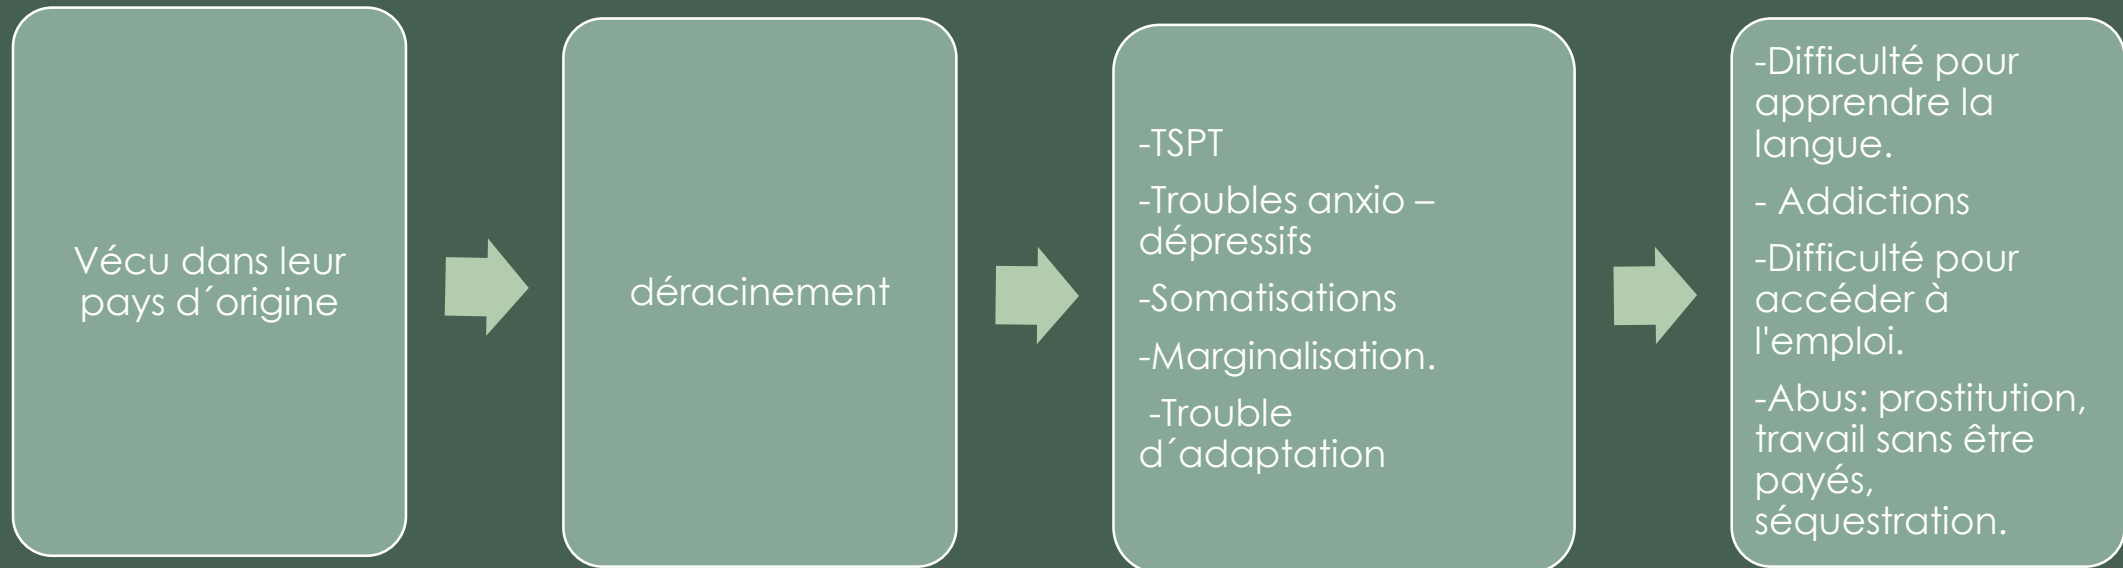 Vécu dans leur
pays d´origine
déracinement
-TSPT
-Troubles anxio –
dépressifs
-Somatisations
-Marginalisation.
-Trouble
d´adaptation
-Difficulté pour
apprendre la
langue.
- Addictions
-Difficulté pour
accéder à
l'emploi.
-Abus: prostitution,
travail sans être
payés,
séquestration.